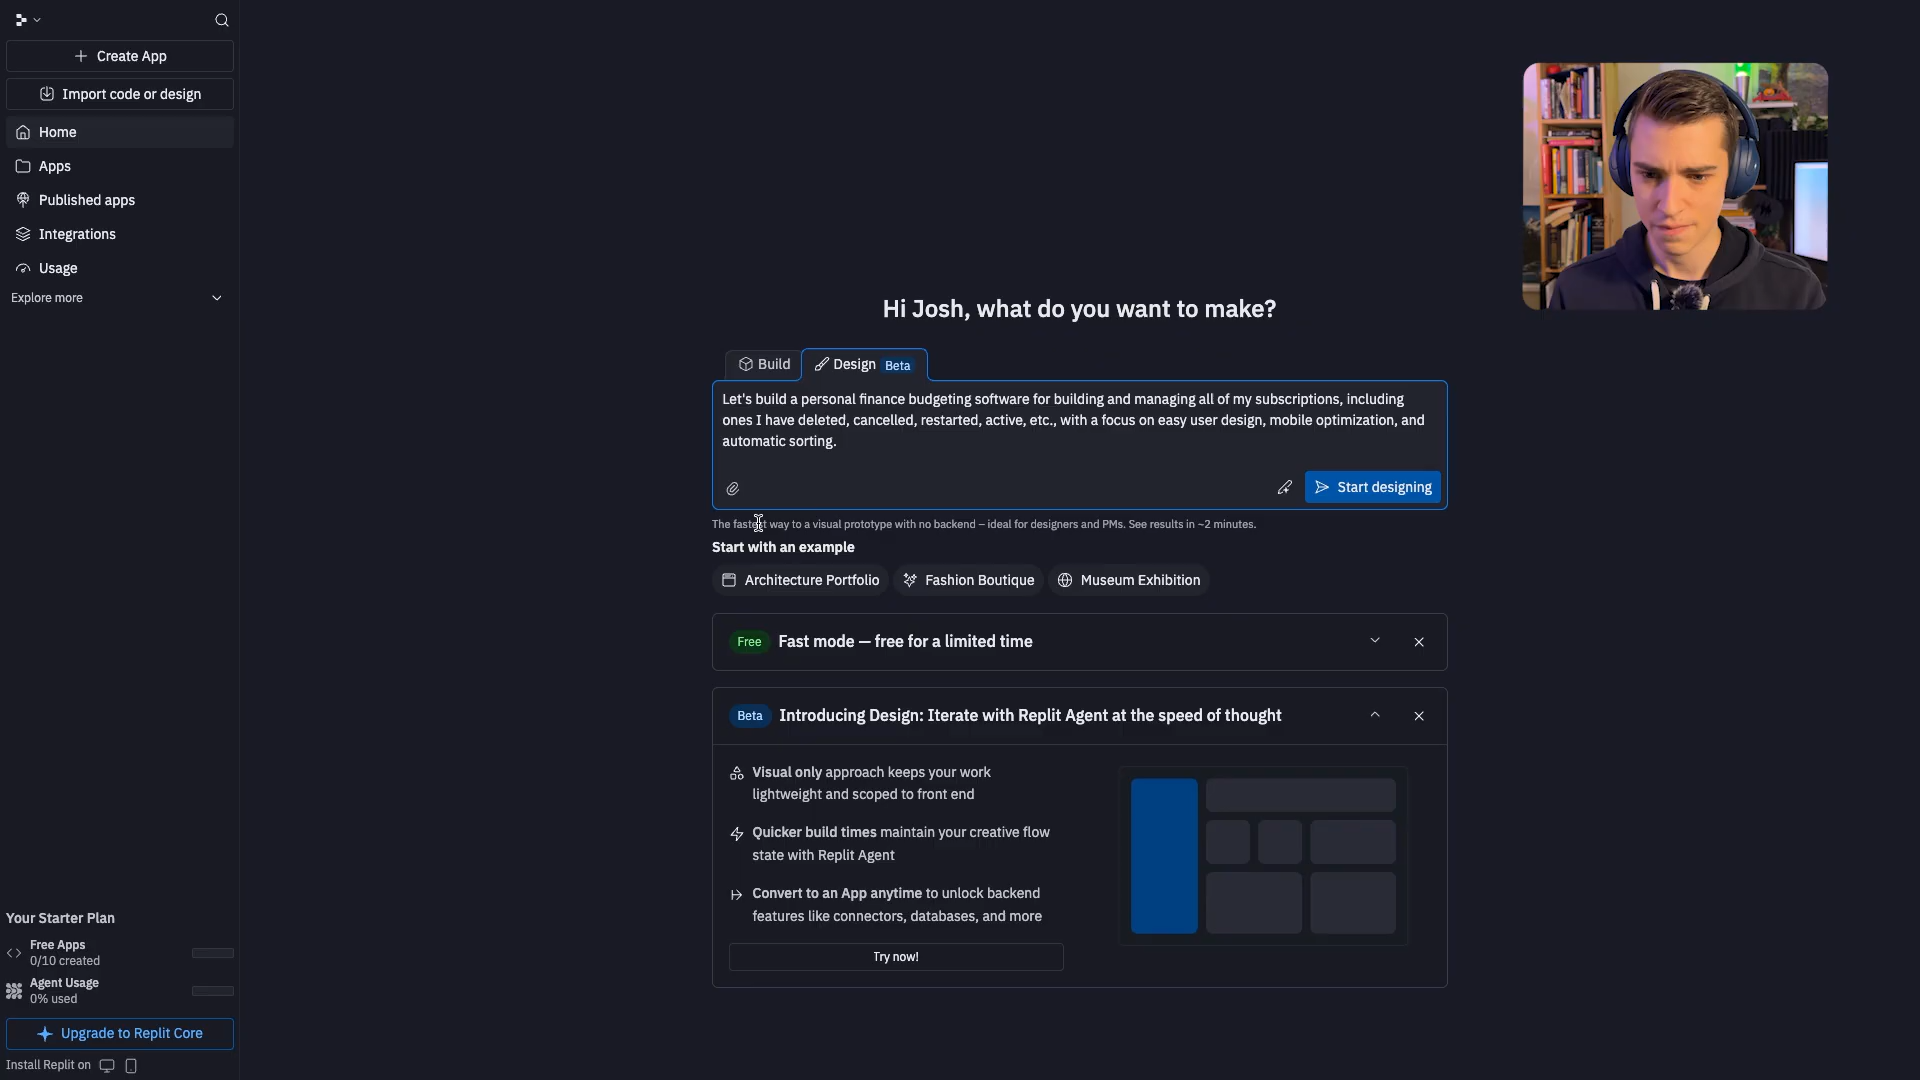 Create App
Import code or design
Home
Apps
Published apps
Integrations
Usage
Explore more
Your Starter Plan
Free Apps
0/10 created
Agent Usage
0% used
Upgrade to Replit Core
Install Replit on
Hi Josh, what do you want to make?
Build
Design Beta
Let's build a personal finance budgeting software for building and managing all of my subscriptions, including
ones I have deleted, cancelled, restarted, active, etc., with a focus on easy user design, mobile optimization, and
automatic sorting.
Start designing
The fastest way to a visual prototype with no backend – ideal for designers and PMs. See results in ~2 minutes.
Start with an example
Architecture Portfolio
Fashion Boutique
Museum Exhibition
Free Fast mode — free for a limited time
Beta Introducing Design: Iterate with Replit Agent at the speed of thought
Visual only approach keeps your work
lightweight and scoped to front end
Quicker build times maintain your creative flow
state with Replit Agent
Convert to an App anytime to unlock backend
features like connectors, databases, and more
Try now!